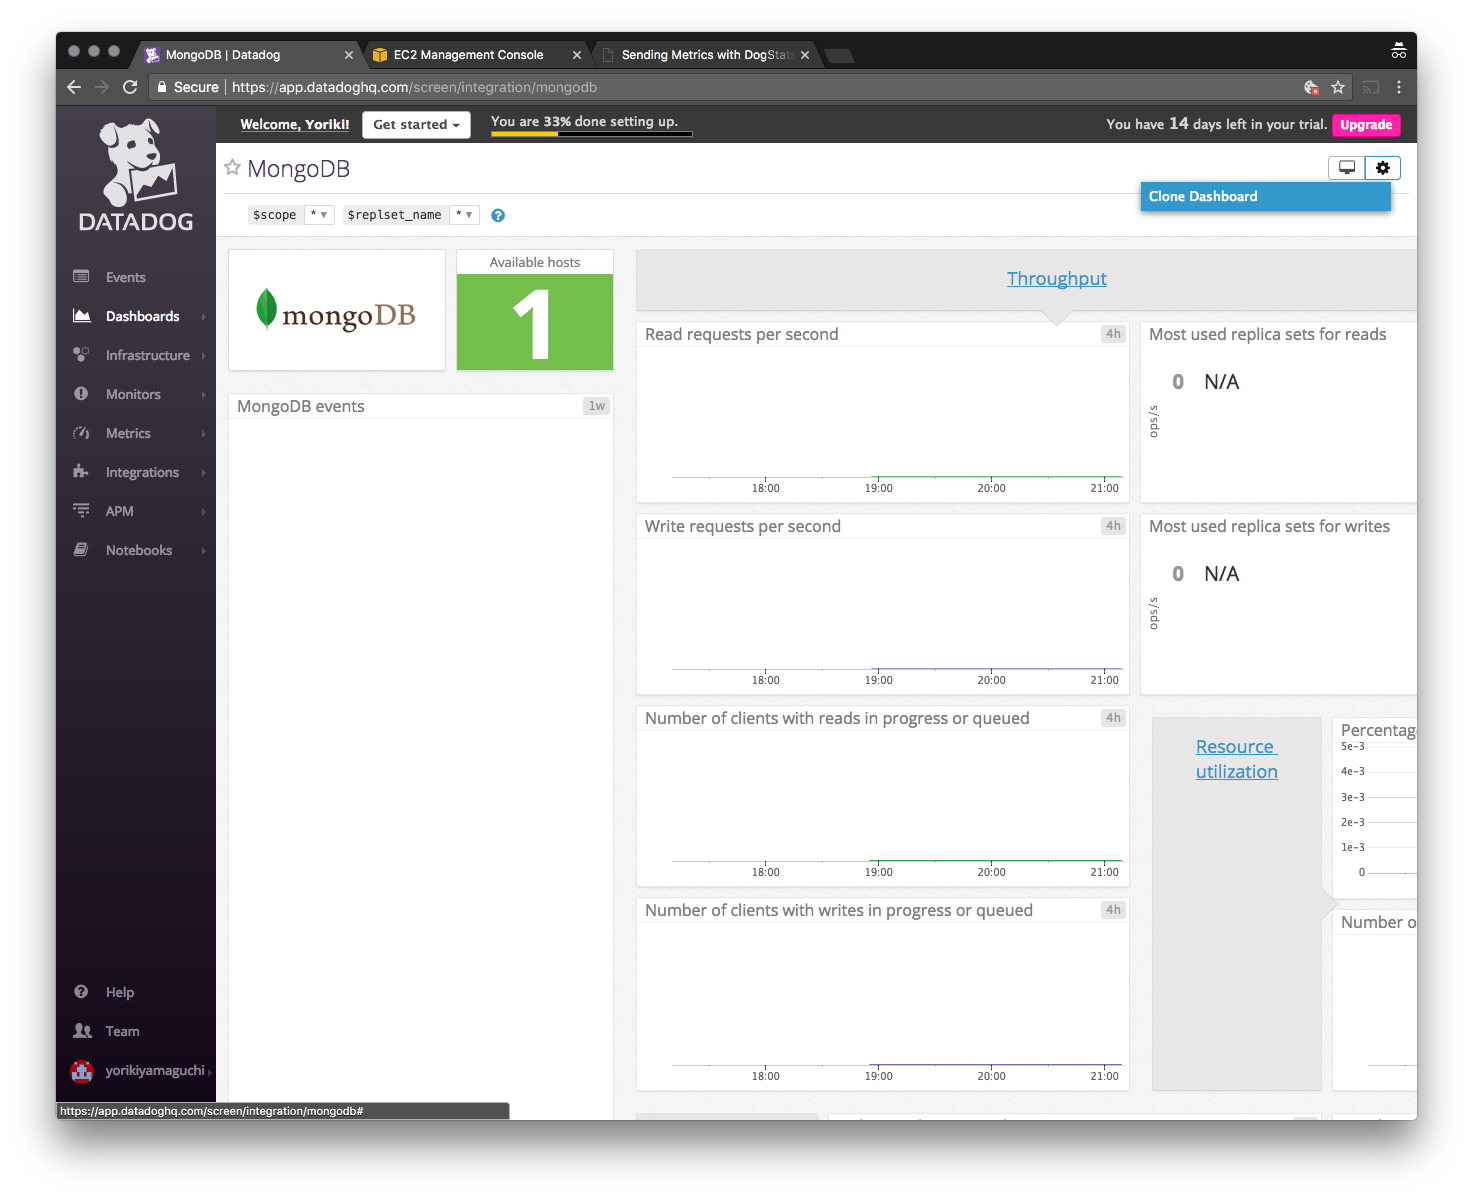 MongoDB | Datadog
EC2 Management Console
Sending Metrics with DogStats
Secure | https://app.datadoghq.com/screen/integration/mongodb
DATADOG
Welcome, Yoriki!
Get started
You are 33% done setting up.
You have 14 days left in your trial.
Upgrade
MongoDB
Clone Dashboard
$scope
*
$replset_name
*
?
Events
Dashboards
Infrastructure
Monitors
Metrics
Integrations
APM
Notebooks
Help
Team
yorikiyamaguchi
https://app.datadoghq.com/screen/integration/mongodb#
mongoDB
Available hosts
1
MongoDB events
1w
Throughput
Read requests per second
4h
18:00 19:00 20:00 21:00
Most used replica sets for reads
0 N/A
ops/s
Write requests per second
4h
18:00 19:00 20:00 21:00
Most used replica sets for writes
0 N/A
ops/s
Number of clients with reads in progress or queued
4h
18:00 19:00 20:00 21:00
Resource
utilization
Percentag
5e-3
4e-3
3e-3
2e-3
1e-3
0
Number of clients with writes in progress or queued
4h
18:00 19:00 20:00 21:00
Number o